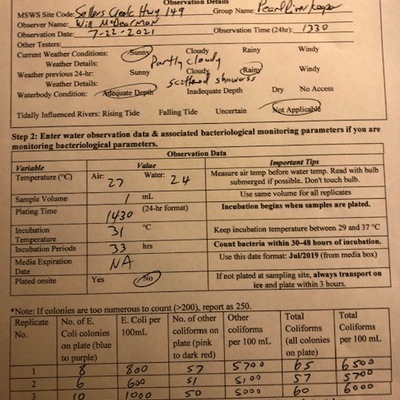 Observation Details
MSWS Site Code: Sellers Creek Hwy 149 Group Name: Pearl Riverkeeper
Observer Name: Will McDearman
Observation Date: 7-22-2021 Observation Time (24hr): 1330
Other Testers:
Current Weather Conditions: Sunny Cloudy Rainy Windy
Weather Details: Partly cloudy
Weather previous 24-hr: Sunny Cloudy Rainy Windy
Weather Details: scattered showers
Waterbody Condition: Adequate Depth Inadequate Depth Dry No Access
Tidally Influenced Rivers: Rising Tide Falling Tide Uncertain Not Applicable
Step 2: Enter water observation data & associated bacteriological monitoring parameters if you are
monitoring bacteriological parameters.
Observation Data
Variable Value Important Tips
Temperature (°C) Air: 27 Water: 24 Measure air temp before water temp. Read with bulb
submerged if possible. Don't touch bulb.
Sample Volume 1 mL Use same volume for all replicates
Plating Time 1430 (24-hr format) Incubation begins when samples are plated.
Incubation
Temperature 31 °C Keep incubation temperature between 29 and 37 °C
Incubation Periods 33 hrs Count bacteria within 30-48 hours of incubation.
Media Expiration
Date NA Use this date format: Jul/2019 (from media box)
Plated onsite Yes No If not plated at sampling site, always transport on
ice and plate within 3 hours.
*Note: If colonies are too numerous to count (>200), report as 250.
Replicate No. of E. E. Coli per No. of other Other Total Total
No. Coli colonies 100mL coliforms on coliforms Coliforms Coliforms
on plate (blue plate (pink per 100 mL (all colonies per 100 mL
to purple) to dark red) on plate)
1 8 800 57 5700 65 6500
2 6 600 51 5100 57 5700
3 10 1000 50 5000 60 6000